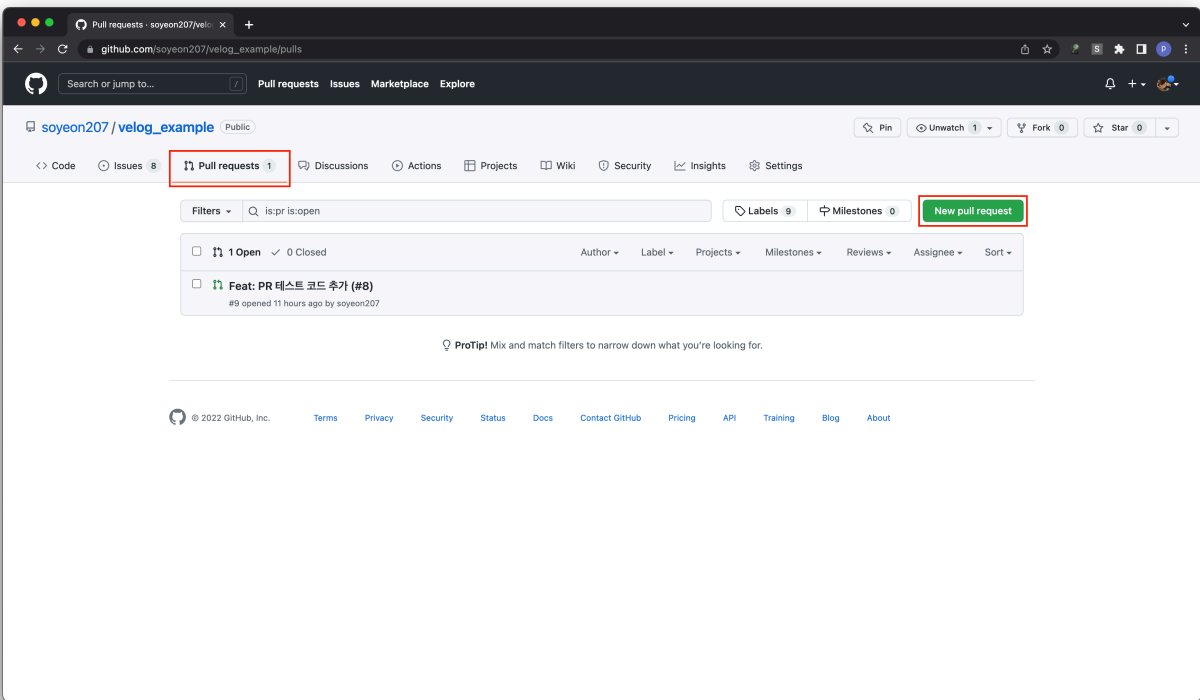 Pull requests · soyeon207/velo
github.com/soyeon207/velog_example/pulls
S
P
Search or jump to...
/
Pull requests Issues Marketplace Explore
soyeon207 / velog_example Public
Pin
Unwatch 1
Fork 0
Star 0
<> Code
Issues 8
Pull requests 1
Discussions
Actions
Projects
Wiki
Security
Insights
Settings
Filters
is:pr is:open
Labels 9
Milestones 0
New pull request
1 Open 0 Closed
Author Label Projects Milestones Reviews Assignee Sort
Feat: PR 테스트 코드 추가 (#8)
#9 opened 11 hours ago by soyeon207
ProTip! Mix and match filters to narrow down what you're looking for.
© 2022 GitHub, Inc. Terms Privacy Security Status Docs Contact GitHub Pricing API Training Blog About